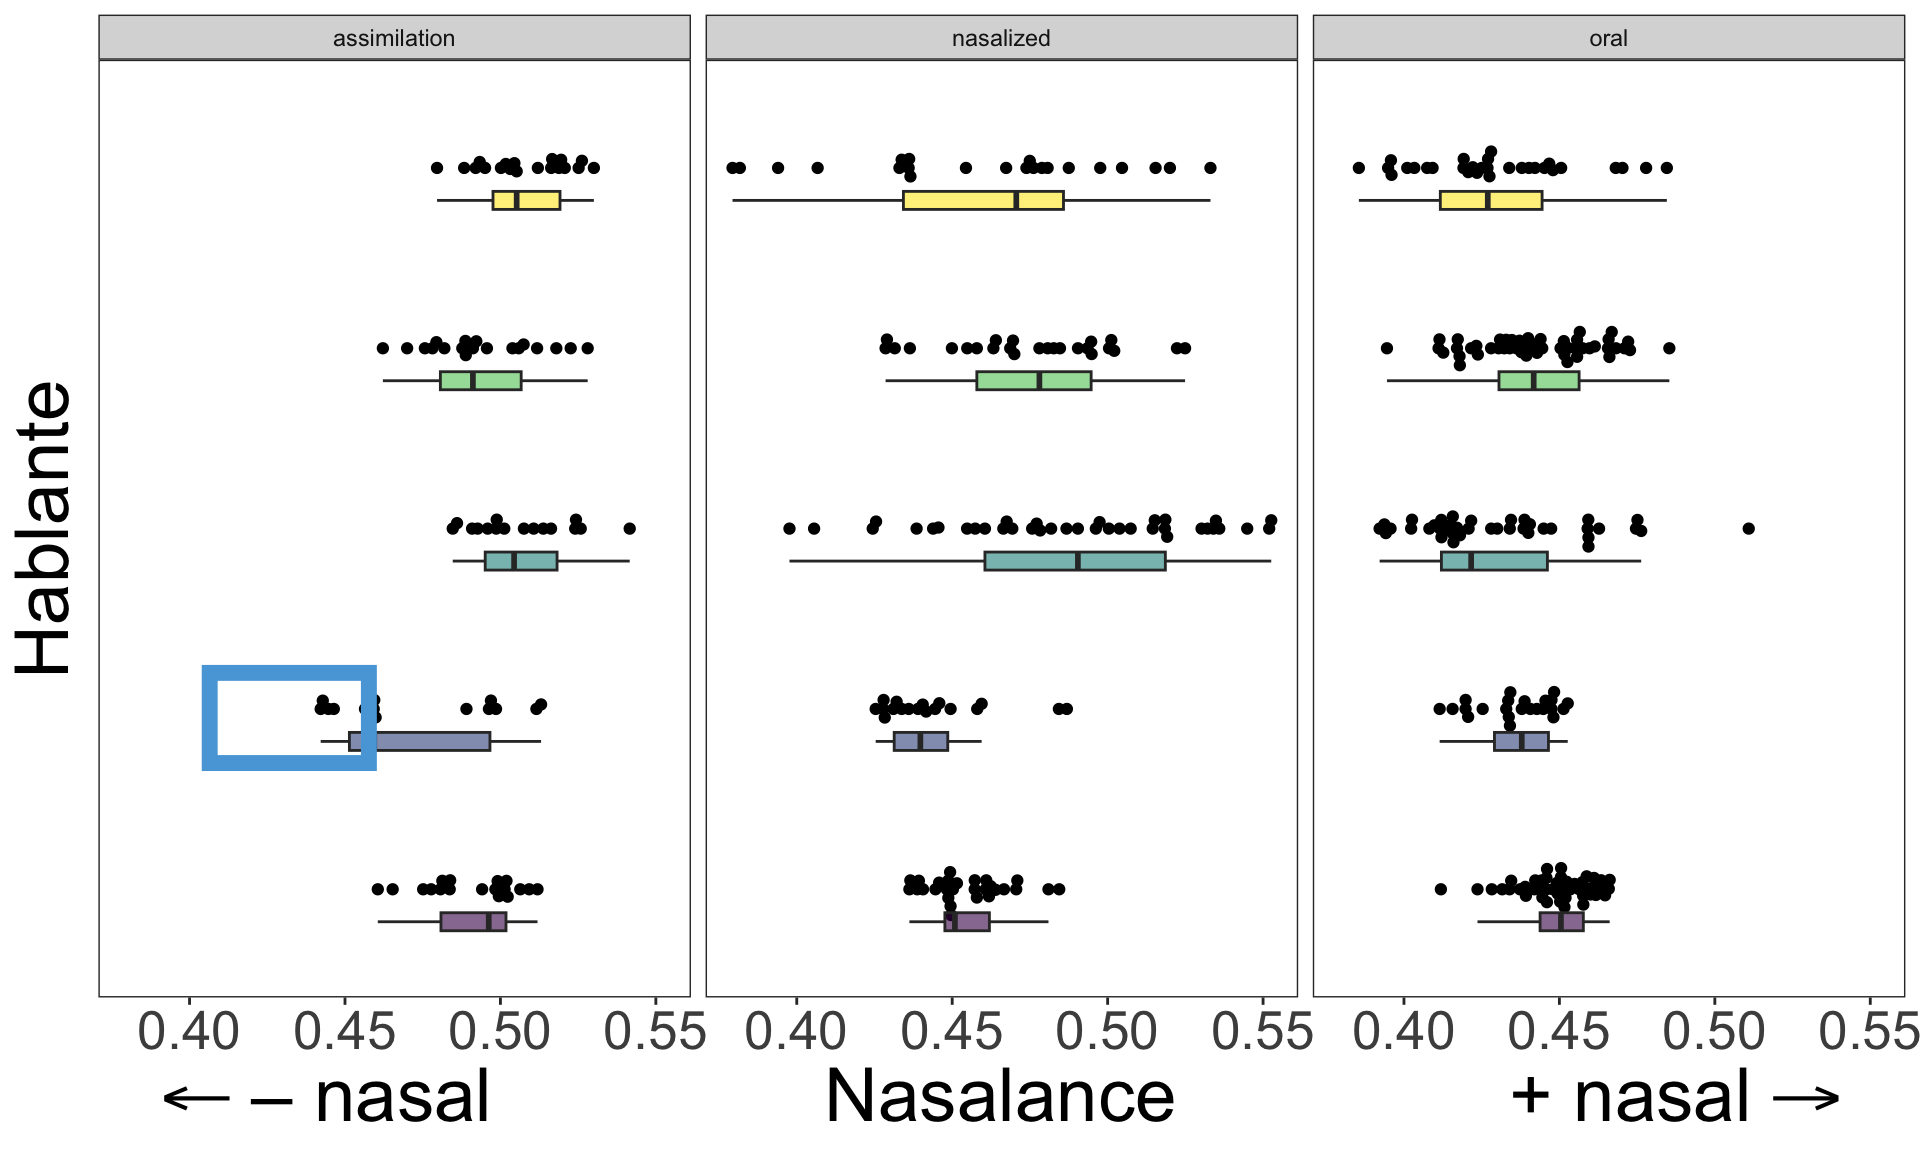 assimilation nasalized oral
Hablante
0.40 0.45 0.50 0.55 0.40 0.45 0.50 0.55 0.40 0.45 0.50 0.55
← – nasal Nasalance + nasal →